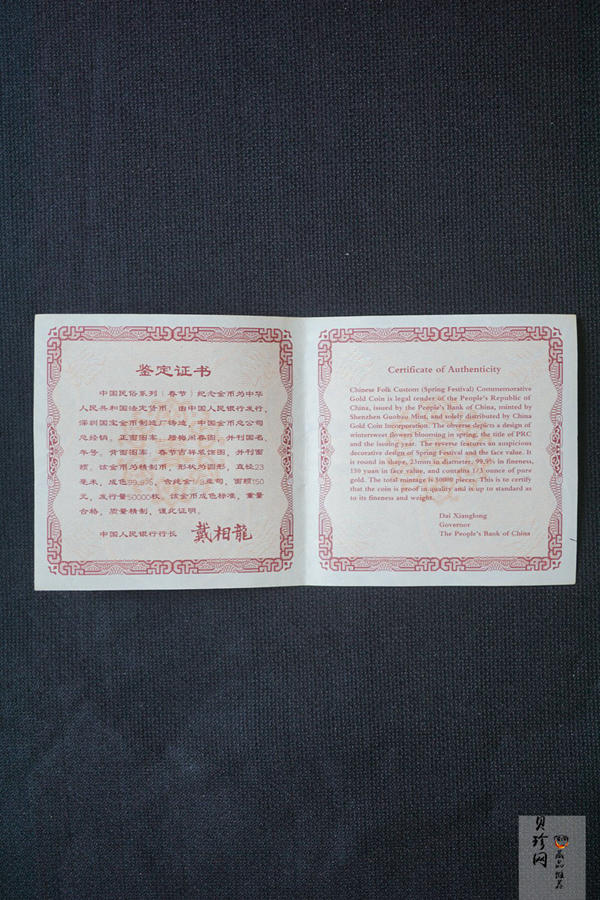 鉴定证书
中国民俗系列（春节）纪念金币为中华
人民共和国法定货币，由中国人民银行发行，
深圳国宝金币制造厂铸造，中国金币总公司
总经销。正面图案：腊梅闹春图，并刊国名、
年号。背面图案：春节吉祥装饰图，并刊面
额。该金币为精制币，形状为圆形，直径23
毫米，成色99.9%，含纯金1/3盎司，面额150
元，发行量50000枚。该金币成色标准，重量
合格，质量精制，谨此证明。
中国人民银行行长 戴相龍
Certificate of Authenticity
Chinese Folk Custom (Spring Festival) Commemorative
Gold Coin is legal tender of the People's Republic of
China, issued by the People's Bank of China, minted by
Shenzhen Guobao Mint, and solely distributed by China
Gold Coin Incorporation. The obverse depicts a design of
wintersweet flowers blooming in spring, the title of PRC
and the issuing year. The reverse features an auspicious
decorative design of Spring Festival and the face value. It
is round in shape, 23mm in diameter, 99.9% in fineness,
150 yuan in face value, and contains 1/3 ounce of pure
gold. The total mintage is 50000 pieces. This is to certify
that the coin is proof in quality and is up to standard as
to its fineness and weight.
Dai Xianglong
Governor
The People's Bank of China
贝珍网
藏品推荐